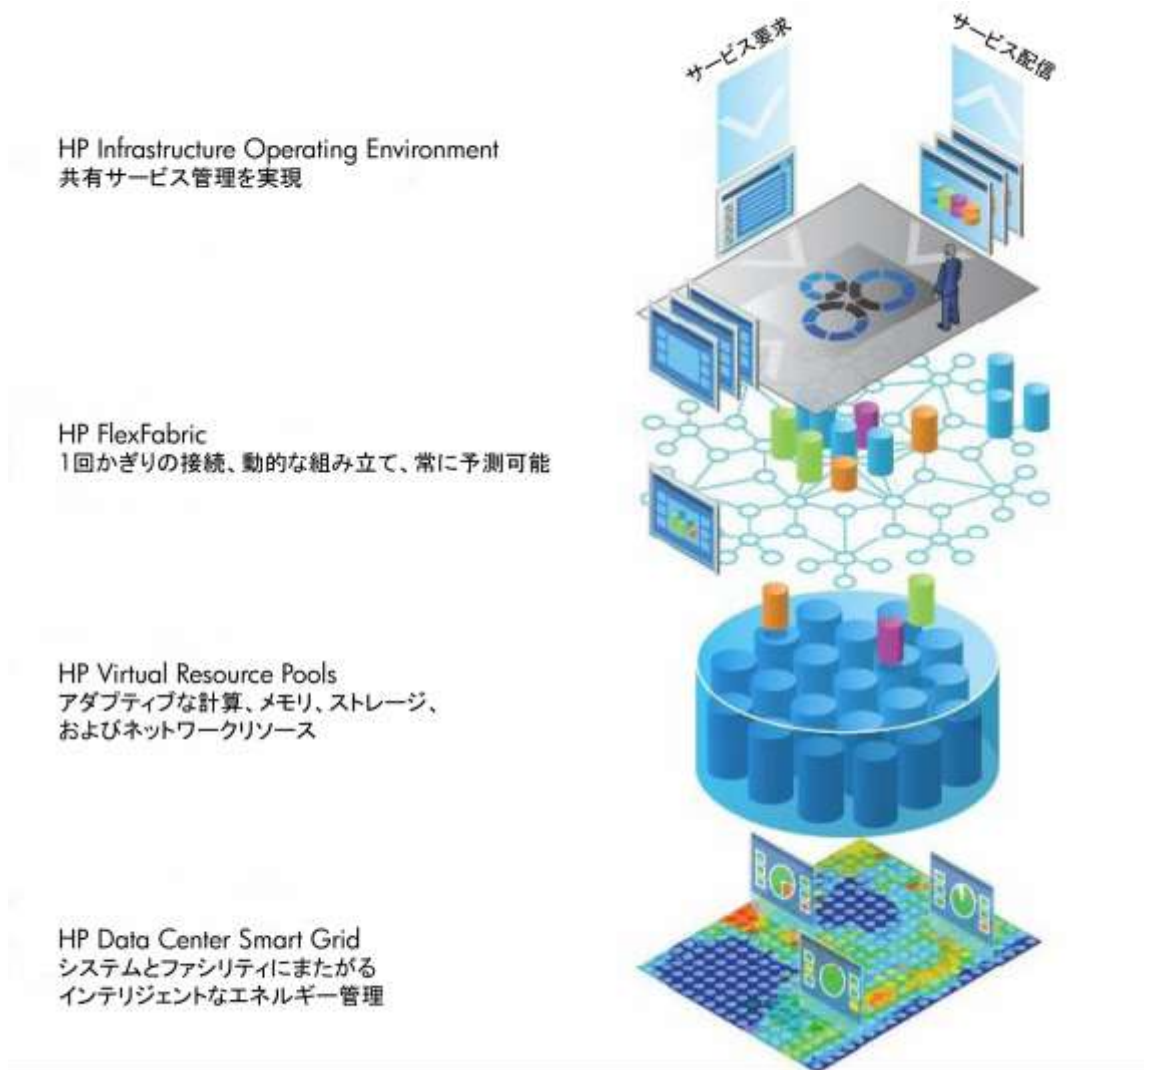 サービス要求
サービス配信
HP Infrastructure Operating Environment
共有サービス管理を実現
HP FlexFabric
1回かぎりの接続、動的な組み立て、常に予測可能
HP Virtual Resource Pools
アダプティブな計算、メモリ、ストレージ、
およびネットワークリソース
HP Data Center Smart Grid
システムとファシリティにまたがる
インテリジェントなエネルギー管理